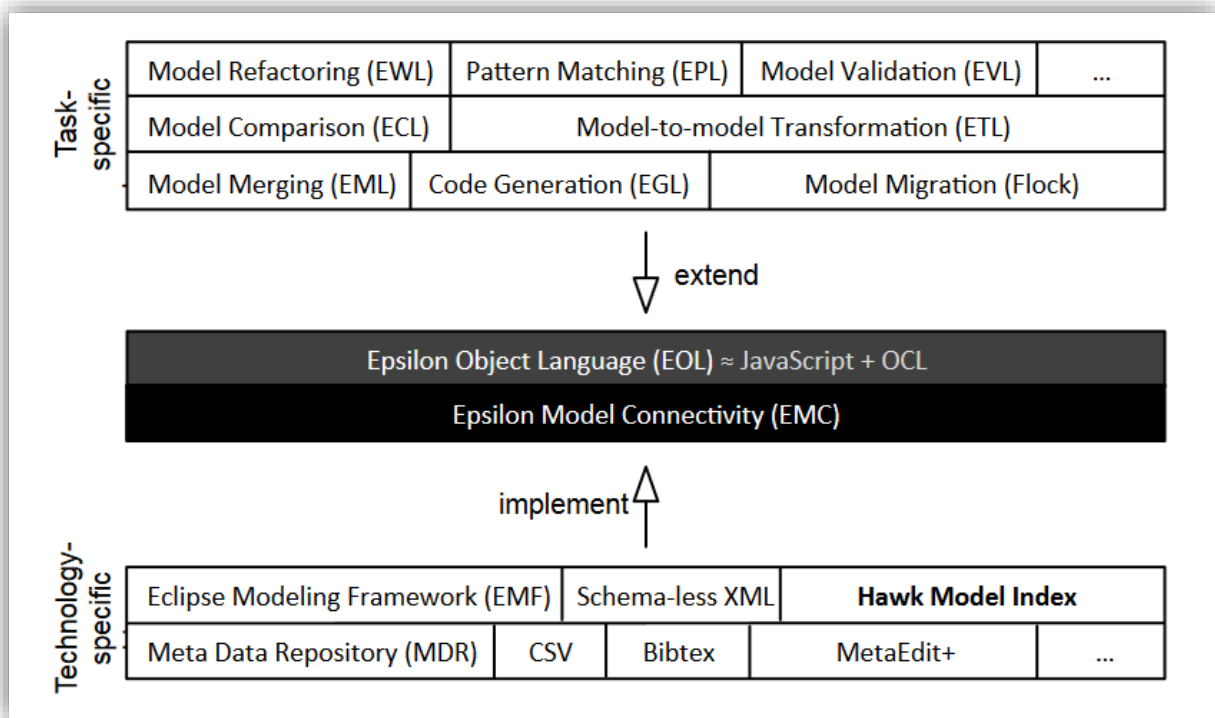 Task-
specific
Model Refactoring (EWL) Pattern Matching (EPL) Model Validation (EVL) ...
Model Comparison (ECL) Model-to-model Transformation (ETL)
Model Merging (EML) Code Generation (EGL) Model Migration (Flock)
extend
Epsilon Object Language (EOL) ≈ JavaScript + OCL
Epsilon Model Connectivity (EMC)
implement
Technology-
specific
Eclipse Modeling Framework (EMF) Schema-less XML Hawk Model Index
Meta Data Repository (MDR) CSV Bibtex MetaEdit+ ...